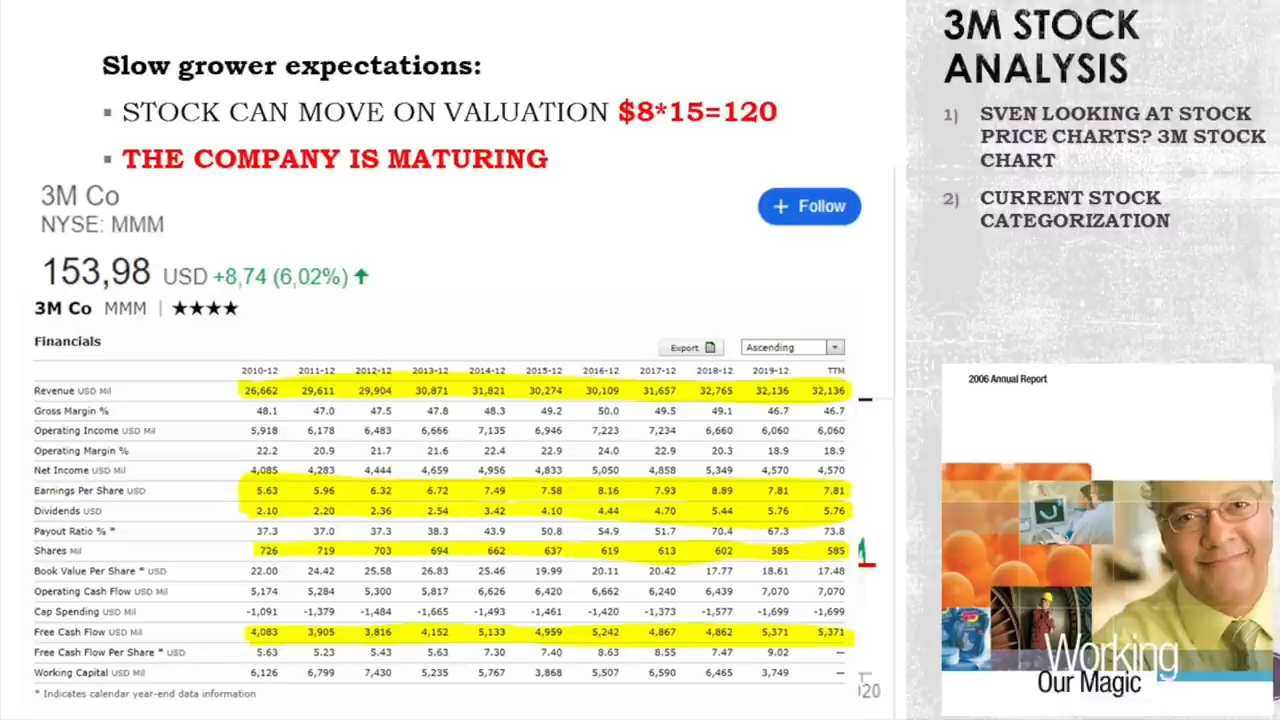 Slow grower expectations:
▪ STOCK CAN MOVE ON VALUATION $8*15=120
▪ THE COMPANY IS MATURING
3M Co
NYSE: MMM
+ Follow
153,98 USD +8,74 (6,02%) ↑
3M Co MMM | ★★★★
Financials
Export Ascending
2010-12 2011-12 2012-12 2013-12 2014-12 2015-12 2016-12 2017-12 2018-12 2019-12 TTM
Revenue USD Mil 26,662 29,611 29,904 30,871 31,821 30,274 30,109 31,657 32,765 32,136 32,136
Gross Margin % 48.1 47.0 47.5 47.8 48.3 49.2 50.0 49.5 49.1 46.7 46.7
Operating Income USD Mil 5,918 6,178 6,483 6,666 7,135 6,946 7,223 7,234 6,660 6,060 6,060
Operating Margin % 22.2 20.9 21.7 21.6 22.4 22.9 24.0 22.9 20.3 18.9 18.9
Net Income USD Mil 4,085 4,283 4,444 4,659 4,956 4,833 5,050 4,858 5,349 4,570 4,570
Earnings Per Share USD 5.63 5.96 6.32 6.72 7.49 7.58 8.16 7.93 8.89 7.81 7.81
Dividends USD 2.10 2.20 2.36 2.54 3.42 4.10 4.44 4.70 5.44 5.76 5.76
Payout Ratio % * 37.3 37.0 37.3 38.3 43.9 50.8 54.9 51.7 70.4 67.3 73.8
Shares Mil 726 719 703 694 662 637 619 613 602 585 585
Book Value Per Share * USD 22.00 24.42 25.58 26.83 25.46 19.99 20.11 20.42 17.77 18.61 17.48
Operating Cash Flow USD Mil 5,174 5,284 5,300 5,817 6,626 6,420 6,662 6,240 6,439 7,070 7,070
Cap Spending USD Mil -1,091 -1,379 -1,484 -1,665 -1,493 -1,461 -1,420 -1,373 -1,577 -1,699 -1,699
Free Cash Flow USD Mil 4,083 3,905 3,816 4,152 5,133 4,959 5,242 4,867 4,862 5,371 5,371
Free Cash Flow Per Share * USD 5.63 5.23 5.43 5.63 7.30 7.40 8.63 8.55 7.47 9.02 —
Working Capital USD Mil 6,126 6,799 7,430 5,235 5,767 3,868 5,507 6,590 6,465 3,749 —
* Indicates calendar year-end data information
3M STOCK
ANALYSIS
1) SVEN LOOKING AT STOCK
PRICE CHARTS? 3M STOCK
CHART
2) CURRENT STOCK
CATEGORIZATION
2006 Annual Report
Working
Our Magic